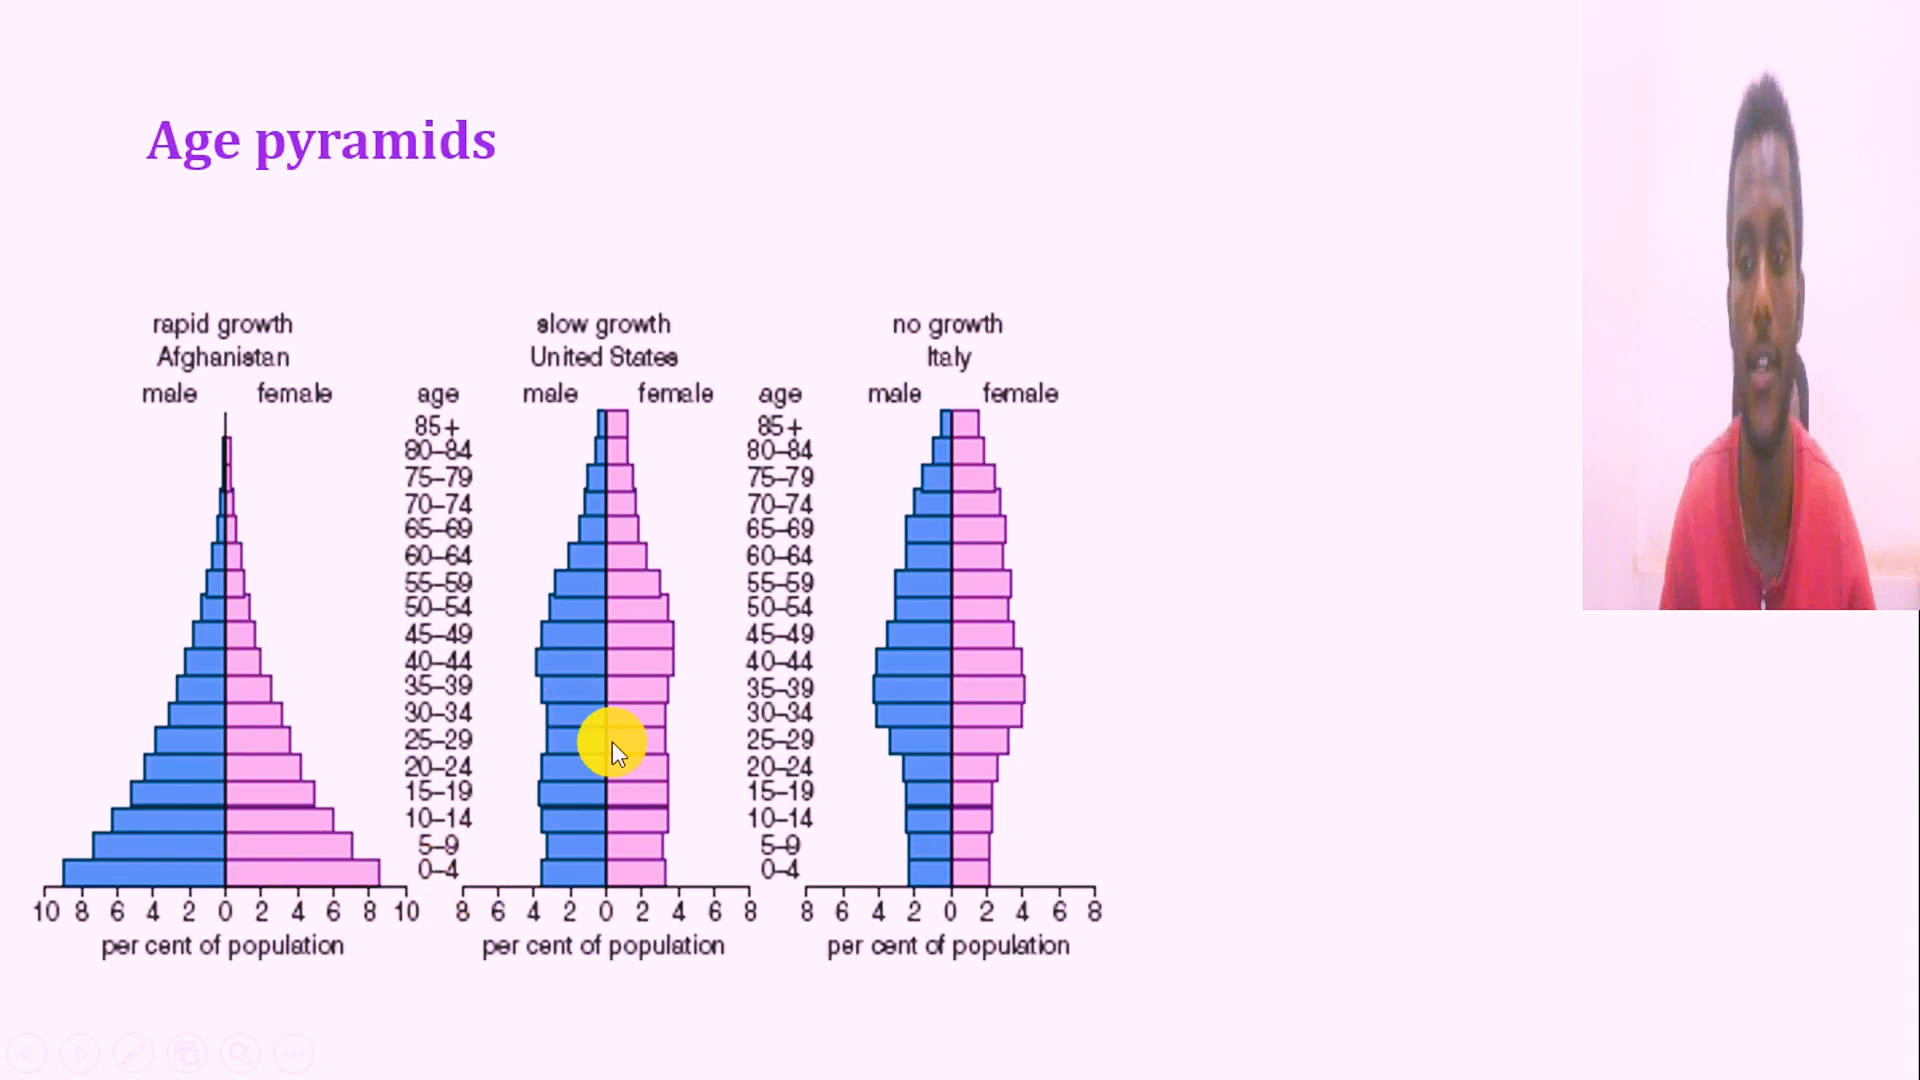 Age pyramids
rapid growth
Afghanistan
male female
slow growth
United States
male female
no growth
Italy
male female
age
85+
80–84
75–79
70–74
65–69
60–64
55–59
50–54
45–49
40–44
35–39
30–34
25–29
20–24
15–19
10–14
5–9
0–4
age
85+
80–84
75–79
70–74
65–69
60–64
55–59
50–54
45–49
40–44
35–39
30–34
25–29
20–24
15–19
10–14
5–9
0–4
10 8 6 4 2 0 2 4 6 8 10
per cent of population
8 6 4 2 0 2 4 6 8
per cent of population
8 6 4 2 0 2 4 6 8
per cent of population